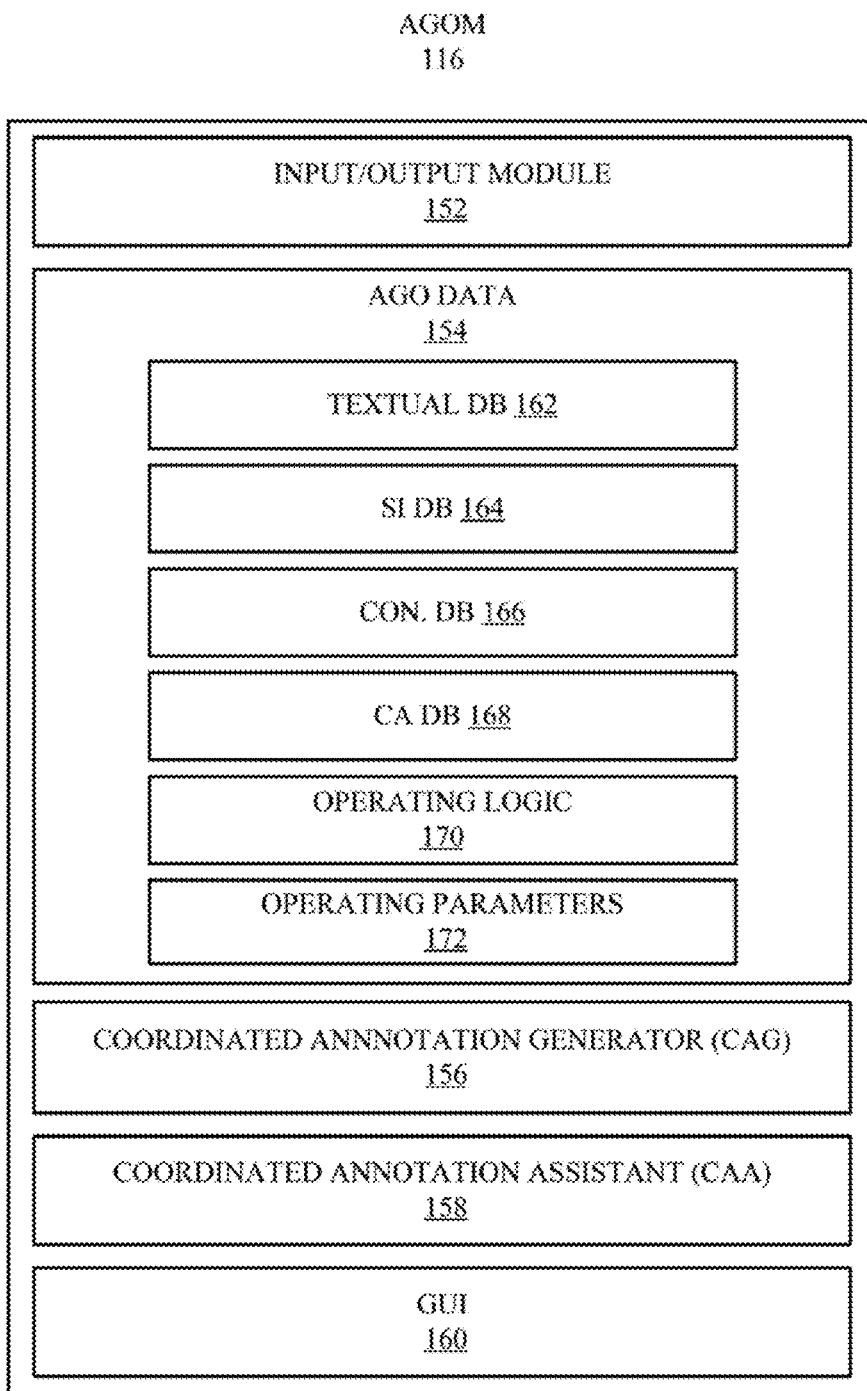 AGOM
116
INPUT/OUTPUT MODULE
152
AGO DATA
154
TEXTUAL DB 162
SI DB 164
CON. DB 166
CA DB 168
OPERATING LOGIC
170
OPERATING PARAMETERS
172
COORDINATED ANNNOTATION GENERATOR (CAG)
156
COORDINATED ANNOTATION ASSISTANT (CAA)
158
GUI
160